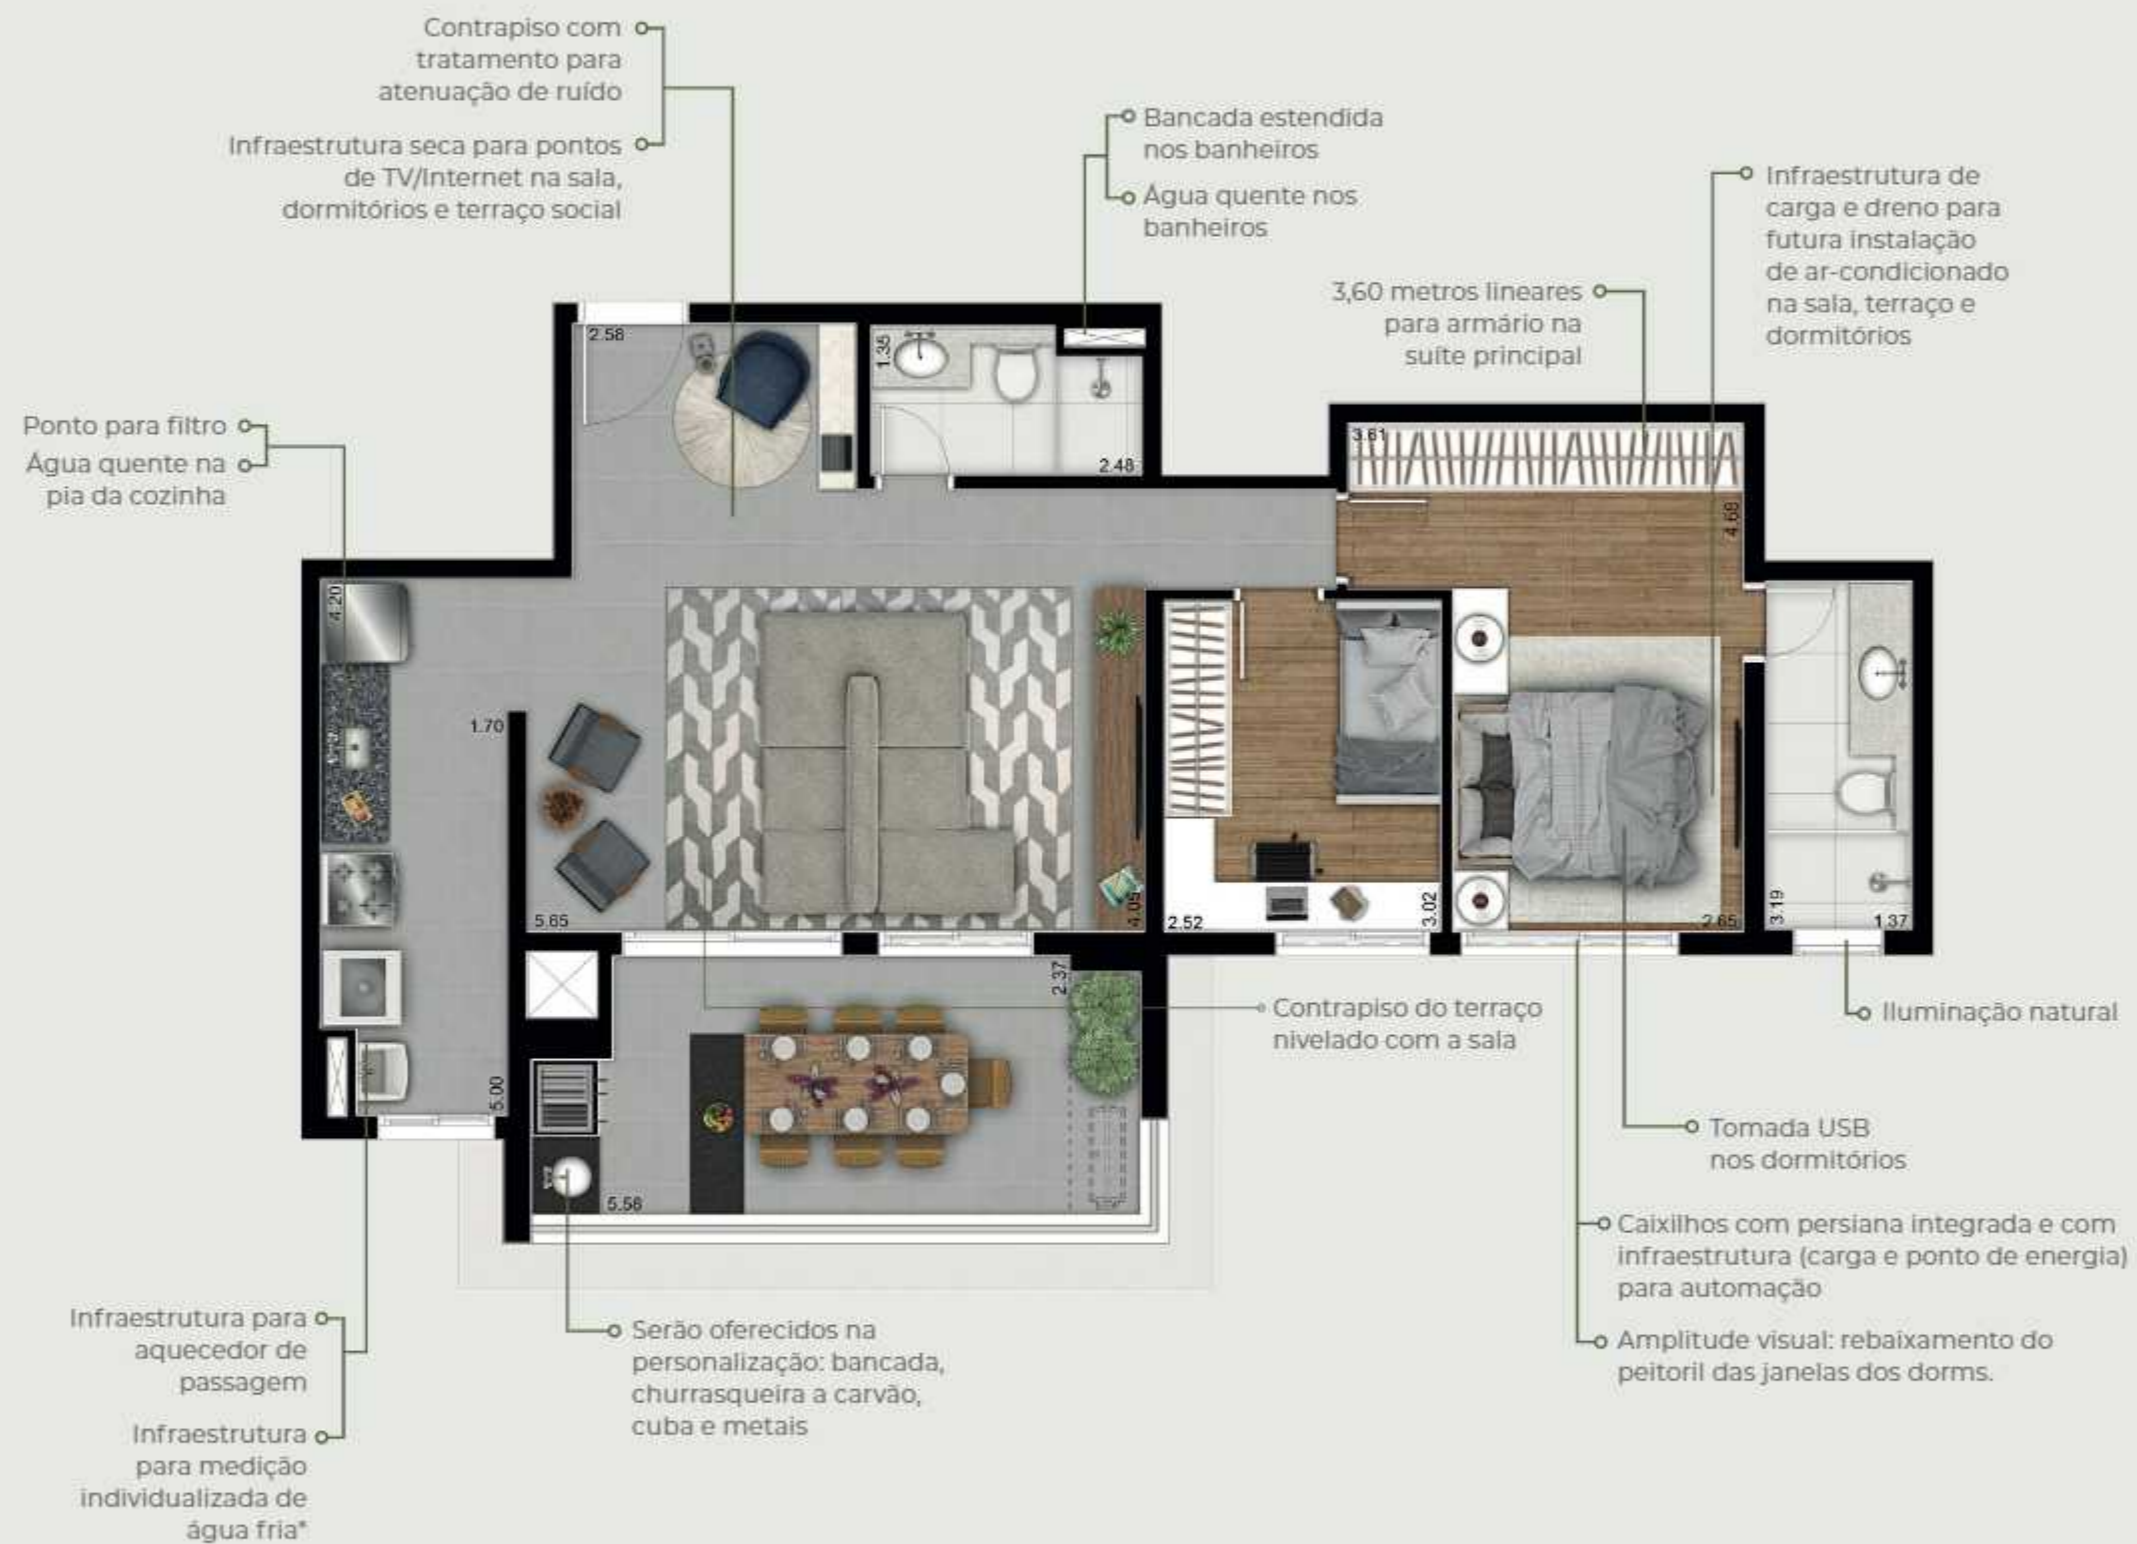 Contrapiso com
tratamento para
atenuação de ruído
Infraestrutura seca para pontos
de TV/Internet na sala,
dormitórios e terraço social
Bancada estendida
nos banheiros
Água quente nos
banheiros
Infraestrutura de
carga e dreno para
futura instalação
de ar-condicionado
na sala, terraço e
dormitórios
3,60 metros lineares
para armário na
suíte principal
Ponto para filtro
Água quente na
pia da cozinha
2.58
1.35
2.48
3.61
4.68
4.20
1.70
5.65
4.05
2.52
3.02
2.65
3.19
1.37
2.37
5.00
5.56
Contrapiso do terraço
nivelado com a sala
Iluminação natural
Tomada USB
nos dormitórios
Caixilhos com persiana integrada e com
infraestrutura (carga e ponto de energia)
para automação
Amplitude visual: rebaixamento do
peitoril das janelas dos dorms.
Infraestrutura para
aquecedor de
passagem
Infraestrutura
para medição
individualizada de
água fria*
Serão oferecidos na
personalização: bancada,
churrasqueira a carvão,
cuba e metais